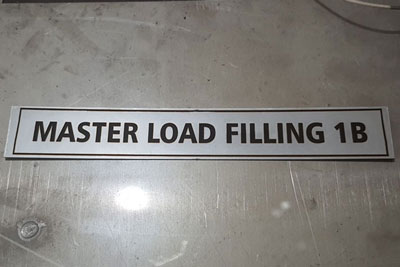 MASTER LOAD FILLING 1B